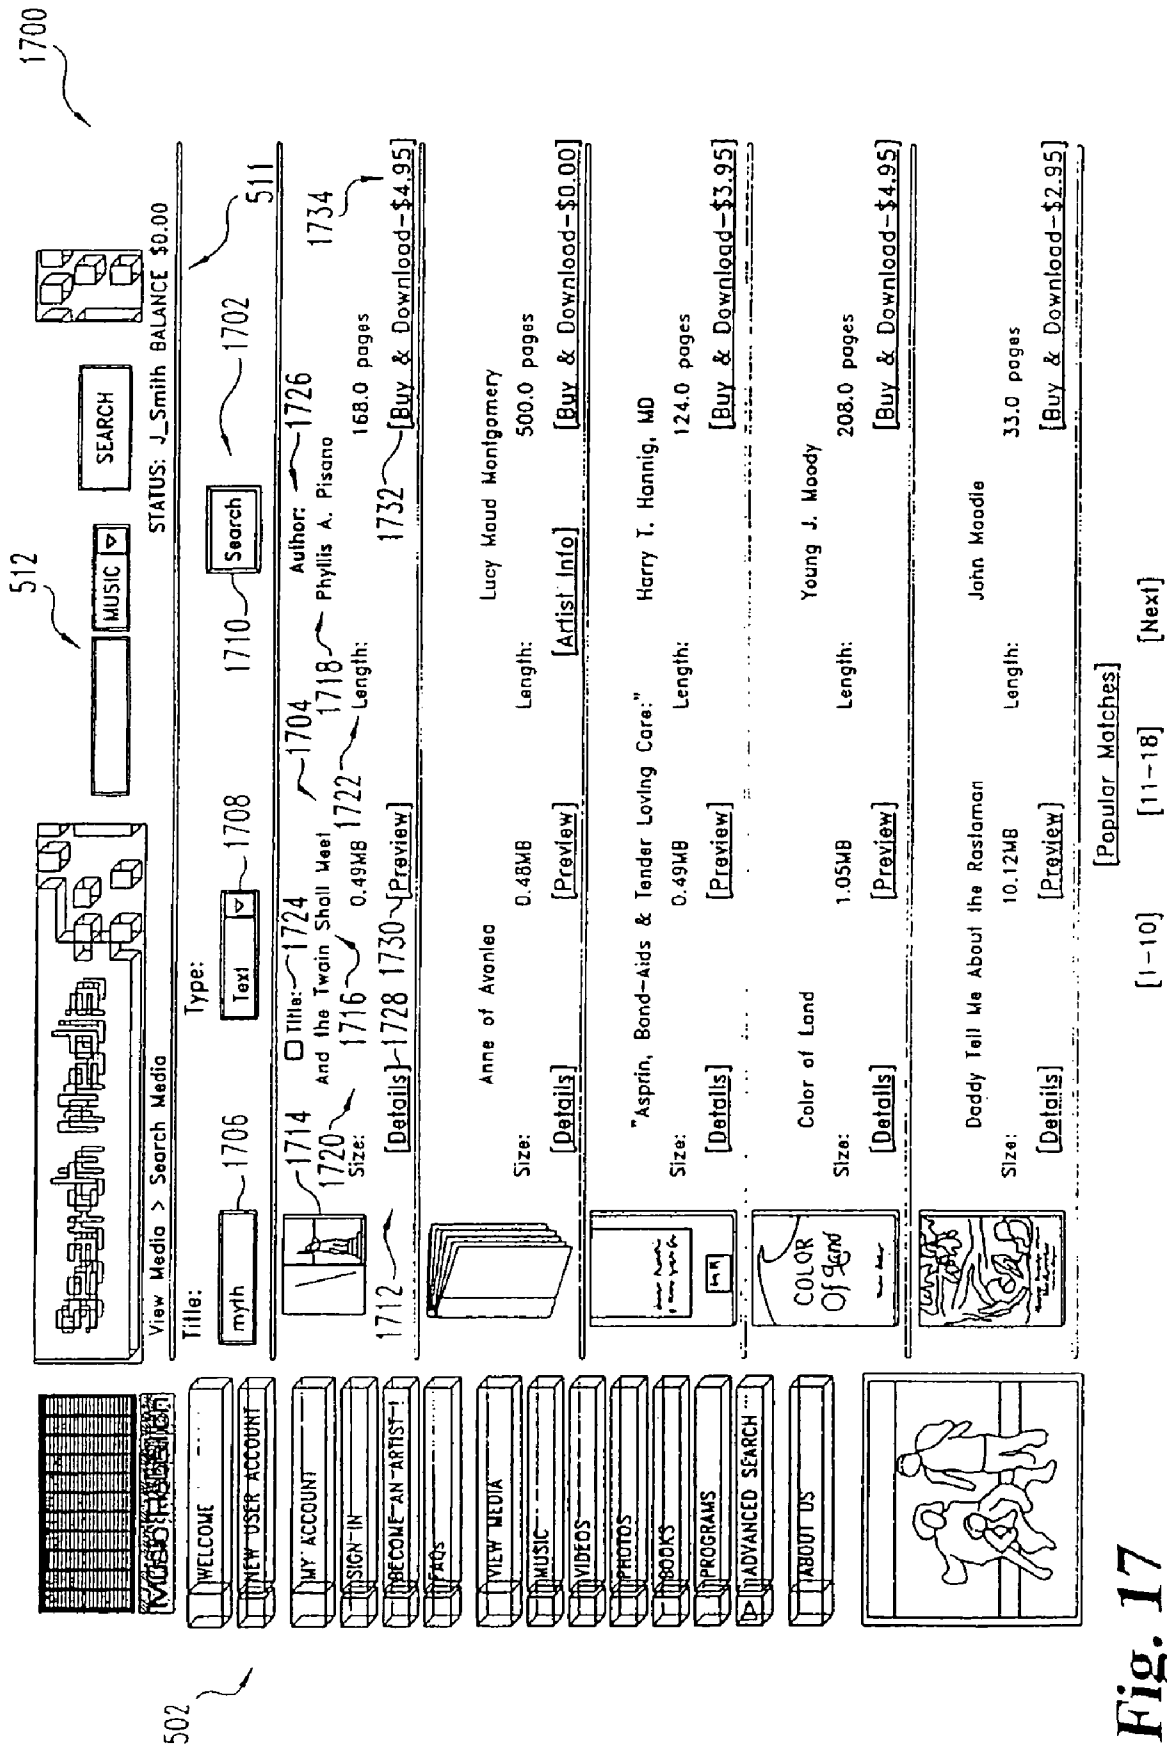 1700
512
SEARCH
MUSIC
Search Media
STATUS: J_Smith BALANCE $0.00
View Media > Search Media
511
Title:
Type:
myth
1706
Text
1708
1710
Search
1702
502
WELCOME
NEW USER ACCOUNT
MY ACCOUNT
SIGN IN
BECOME-AN-ARTIST-!
FAQs
VIEW MEDIA
MUSIC
VIDEOS
PHOTOS
BOOKS
PROGRAMS
ADVANCED SEARCH
ABOUT US
1714
Title:
1724
1704
Author:
1726
And the Twain Shall Meet
1718
Phyllis A. Pisano
1734
1720
1716
1722
Size:
0.49MB
Length:
168.0 pages
1712
[Details]
1728
1730
[Preview]
1732
[Buy & Download-$4.95]
Anne of Avonlea
Lucy Maud Montgomery
Size:
0.48MB
Length:
500.0 pages
[Details]
[Preview]
[Artist Info]
[Buy & Download-$0.00]
"Asprin, Band-Aids & Tender Loving Care:"
Harry T. Hannig, MD
Size:
0.49MB
Length:
124.0 pages
[Details]
[Preview]
[Buy & Download-$3.95]
COLOR
Of Land
Color of Land
Young J. Moody
Size:
1.05MB
Length:
208.0 pages
[Details]
[Preview]
[Buy & Download-$4.95]
Daddy Tell Me About the Rastaman
John Moodie
Size:
10.12MB
Length:
33.0 pages
[Details]
[Preview]
[Buy & Download-$2.95]
[Popular Matches]
[1-10]
[11-18]
[Next]
Fig. 17